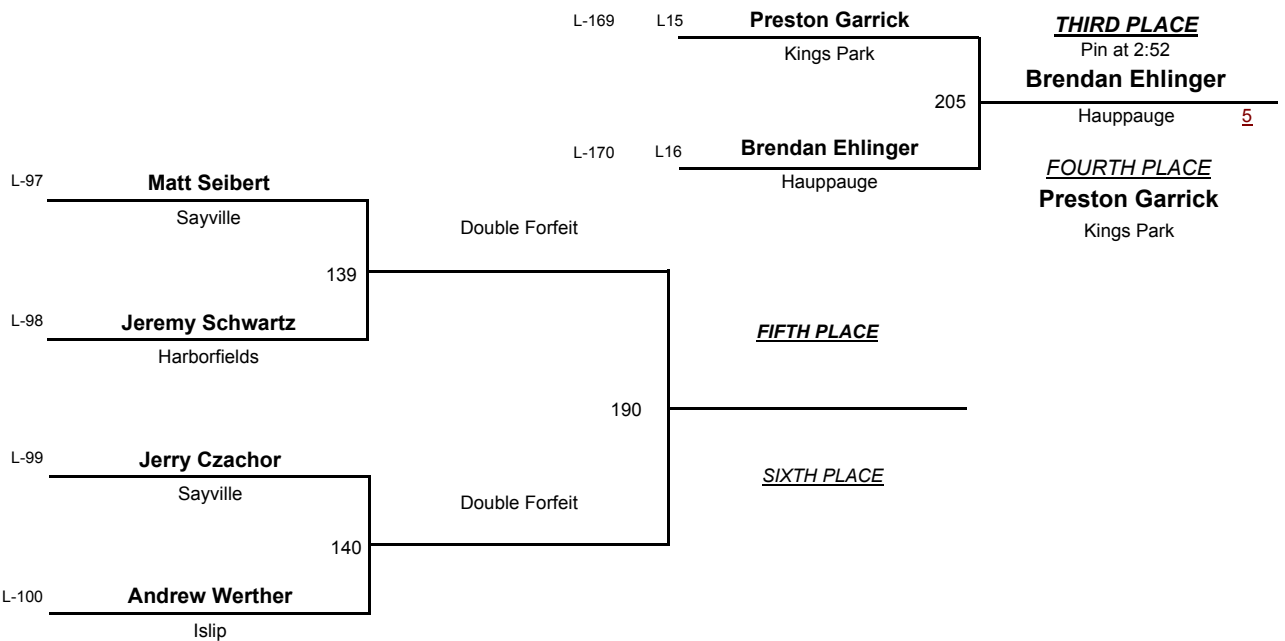 L-169 L15 Preston Garrick
Kings Park
205
L-170 L16 Brendan Ehlinger
Hauppauge
THIRD PLACE
Pin at 2:52
Brendan Ehlinger
Hauppauge 5
FOURTH PLACE
Preston Garrick
Kings Park
L-97 Matt Seibert
Sayville
139
L-98 Jeremy Schwartz
Harborfields
Double Forfeit
L-99 Jerry Czachor
Sayville
140
L-100 Andrew Werther
Islip
Double Forfeit
190
FIFTH PLACE
SIXTH PLACE